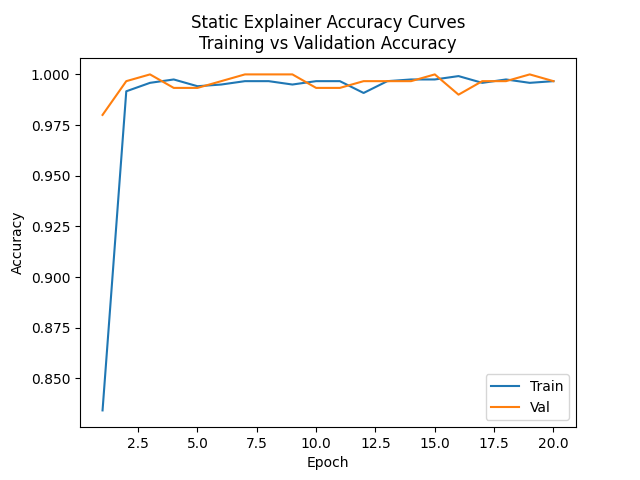 Static Explainer Accuracy Curves
Training vs Validation Accuracy
1.000
0.975
0.950
0.925
0.900
0.875
0.850
Accuracy
2.5 5.0 7.5 10.0 12.5 15.0 17.5 20.0
Epoch
Train
Val